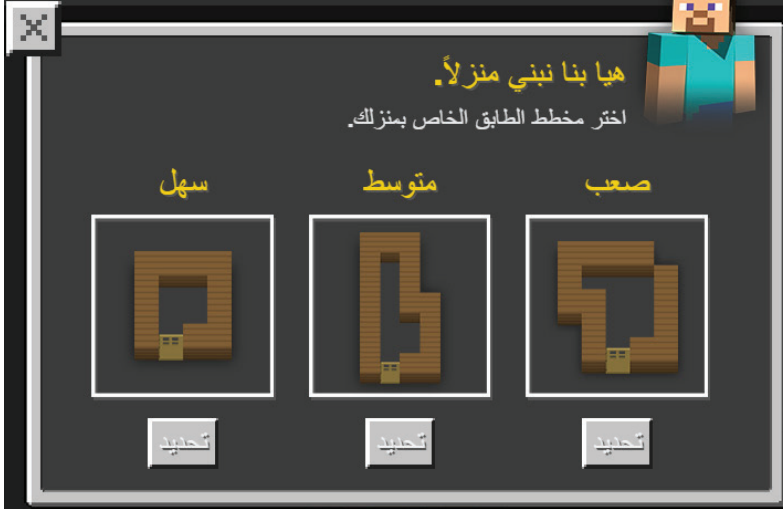 هيا بنا نبني منزلاً.
اختر مخطط الطابق الخاص بمنزلك.
صعب متوسط سهل
تحديد تحديد تحديد